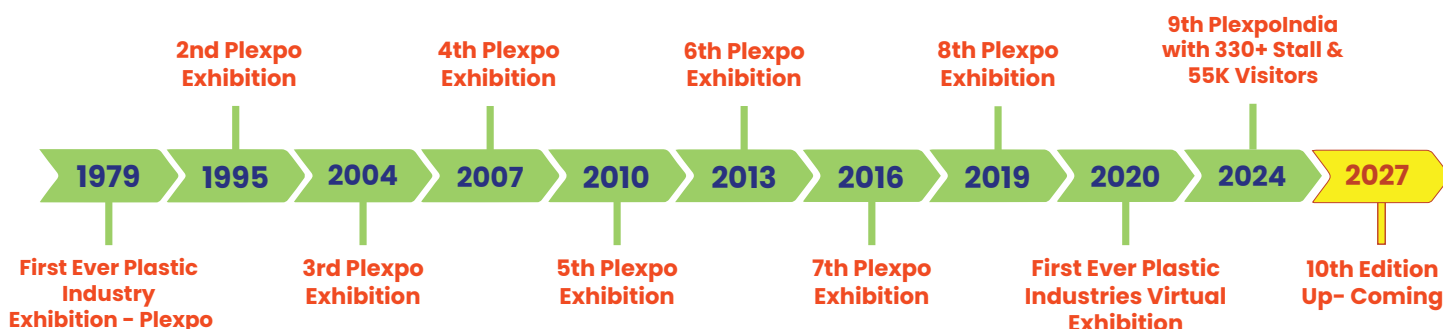 2nd Plexpo
Exhibition
4th Plexpo
Exhibition
6th Plexpo
Exhibition
8th Plexpo
Exhibition
9th PlexpoIndia
with 330+ Stall &
55K Visitors
1979
1995
2004
2007
2010
2013
2016
2019
2020
2024
2027
First Ever Plastic
Industry
Exhibition - Plexpo
3rd Plexpo
Exhibition
5th Plexpo
Exhibition
7th Plexpo
Exhibition
First Ever Plastic
Industries Virtual
Exhibition
10th Edition
Up- Coming